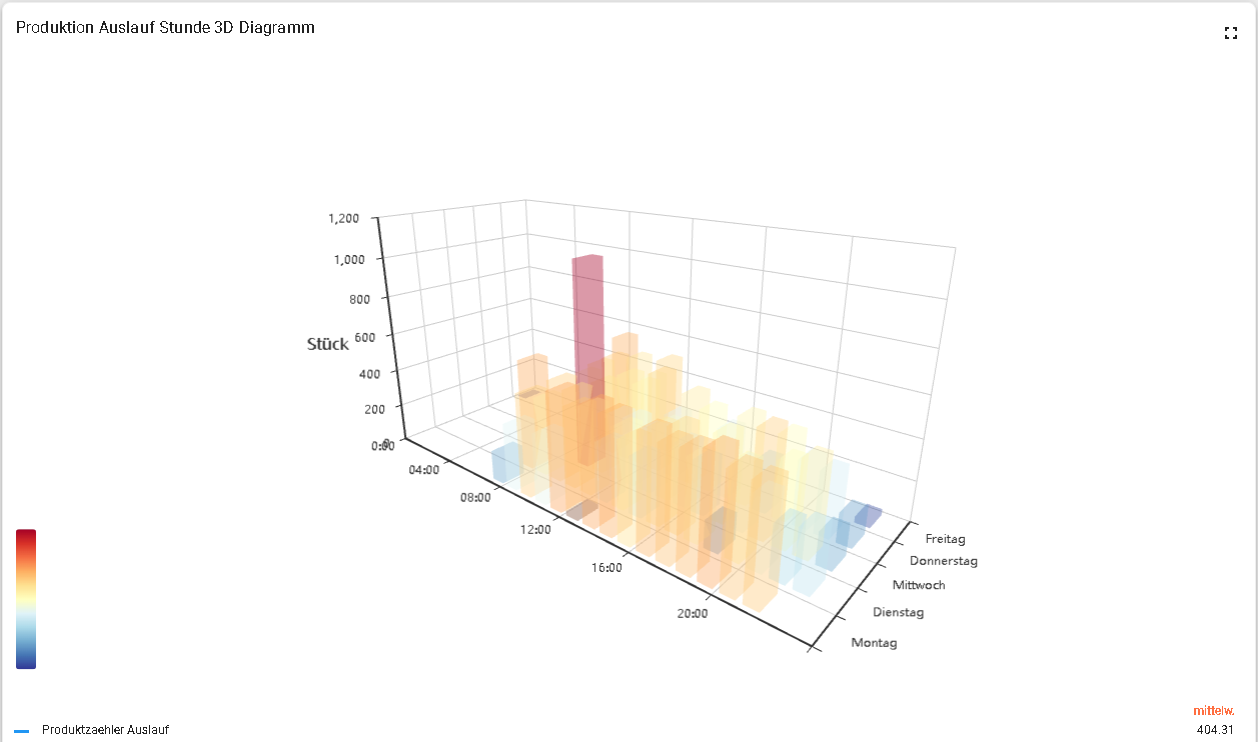 Produktion Auslauf Stunde 3D Diagramm
1,200
1,000
800
Stück
600
400
200
0:00
04:00
08:00
12:00
16:00
20:00
Freitag
Donnerstag
Mittwoch
Dienstag
Montag
mittelw.
Produktzaehler Auslauf
404.31